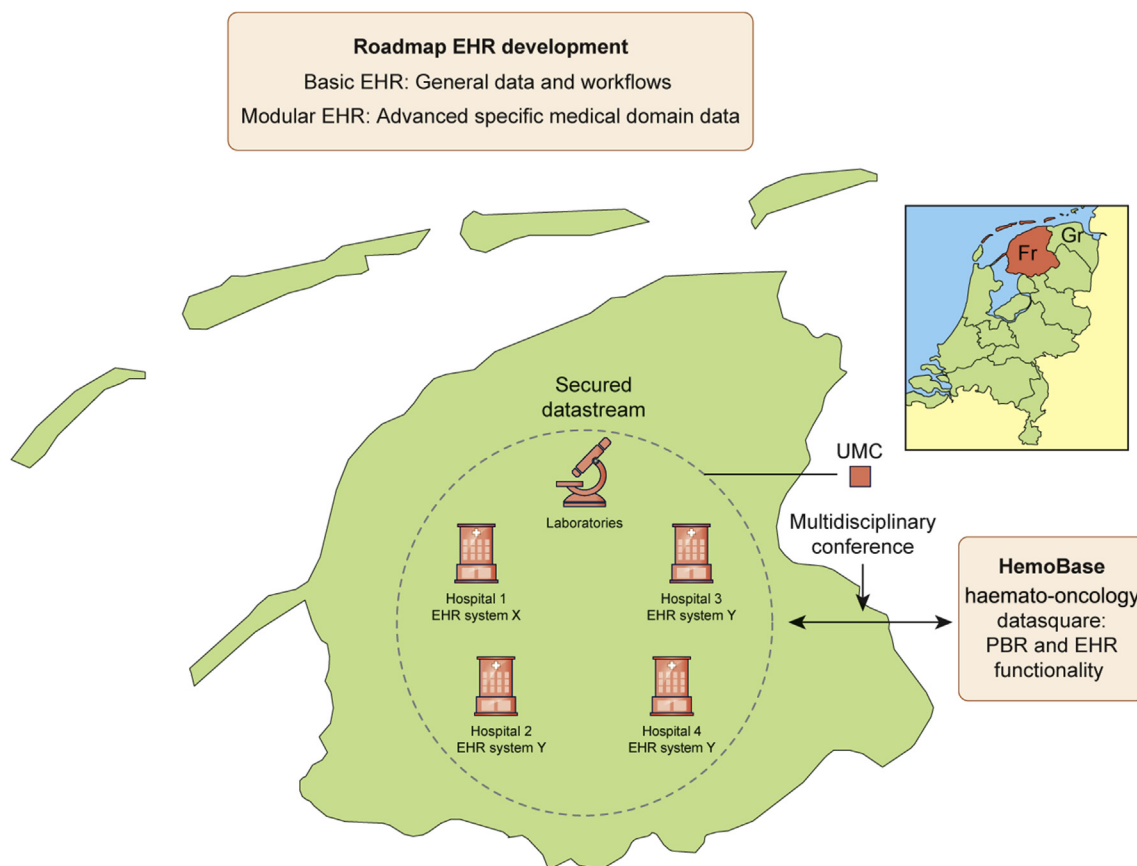 Roadmap EHR development
Basic EHR: General data and workflows
Modular EHR: Advanced specific medical domain data
Fr
Gr
Secured
datastream
Laboratories
Hospital 1
EHR system X
Hospital 3
EHR system Y
Hospital 2
EHR system Y
Hospital 4
EHR system Y
UMC
Multidisciplinary
conference
HemoBase
haemato-oncology
datasquare:
PBR and EHR
functionality